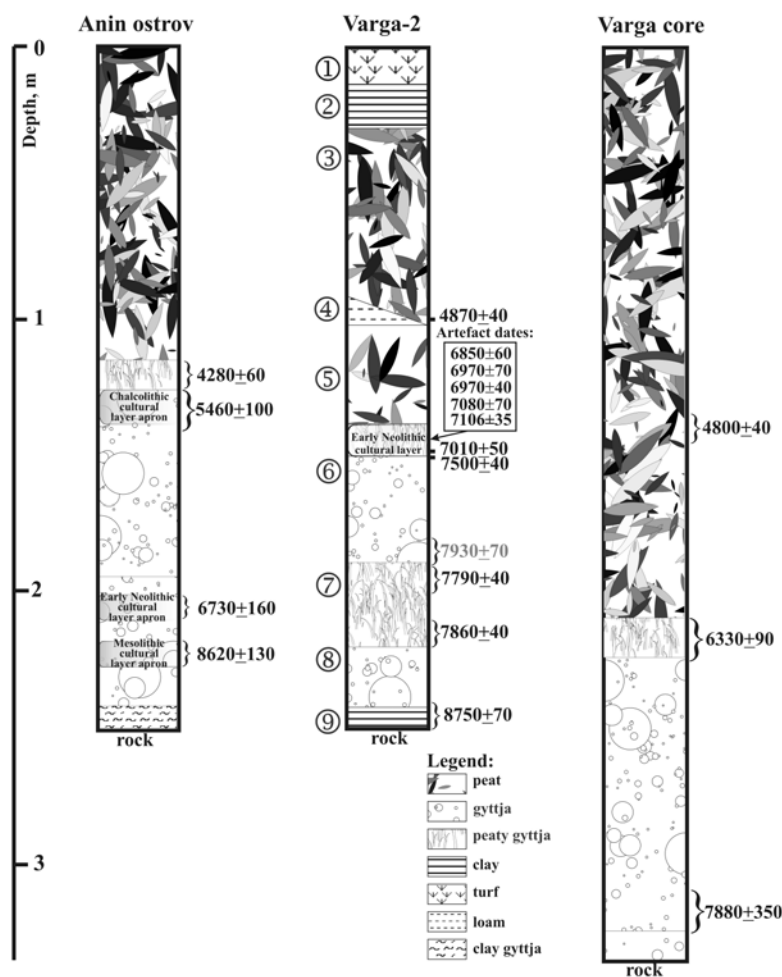 Anin ostrov
Varga-2
Varga core
0
Depth, m
1
2
3
4280±60
Chalcolithic
cultural
layer apron
5460±100
Early Neolithic
cultural
layer apron
6730±160
Mesolithic
cultural
layer apron
8620±130
rock
①
②
③
④
⑤
⑥
⑦
⑧
⑨
4870±40
Artefact dates:
6850±60
6970±70
6970±40
7080±70
7106±35
Early Neolithic
cultural layer
7010±50
7500±40
7930±70
7790±40
7860±40
8750±70
rock
4800±40
6330±90
7880±350
rock
Legend:
peat
gyttja
peaty gyttja
clay
turf
loam
clay gyttja